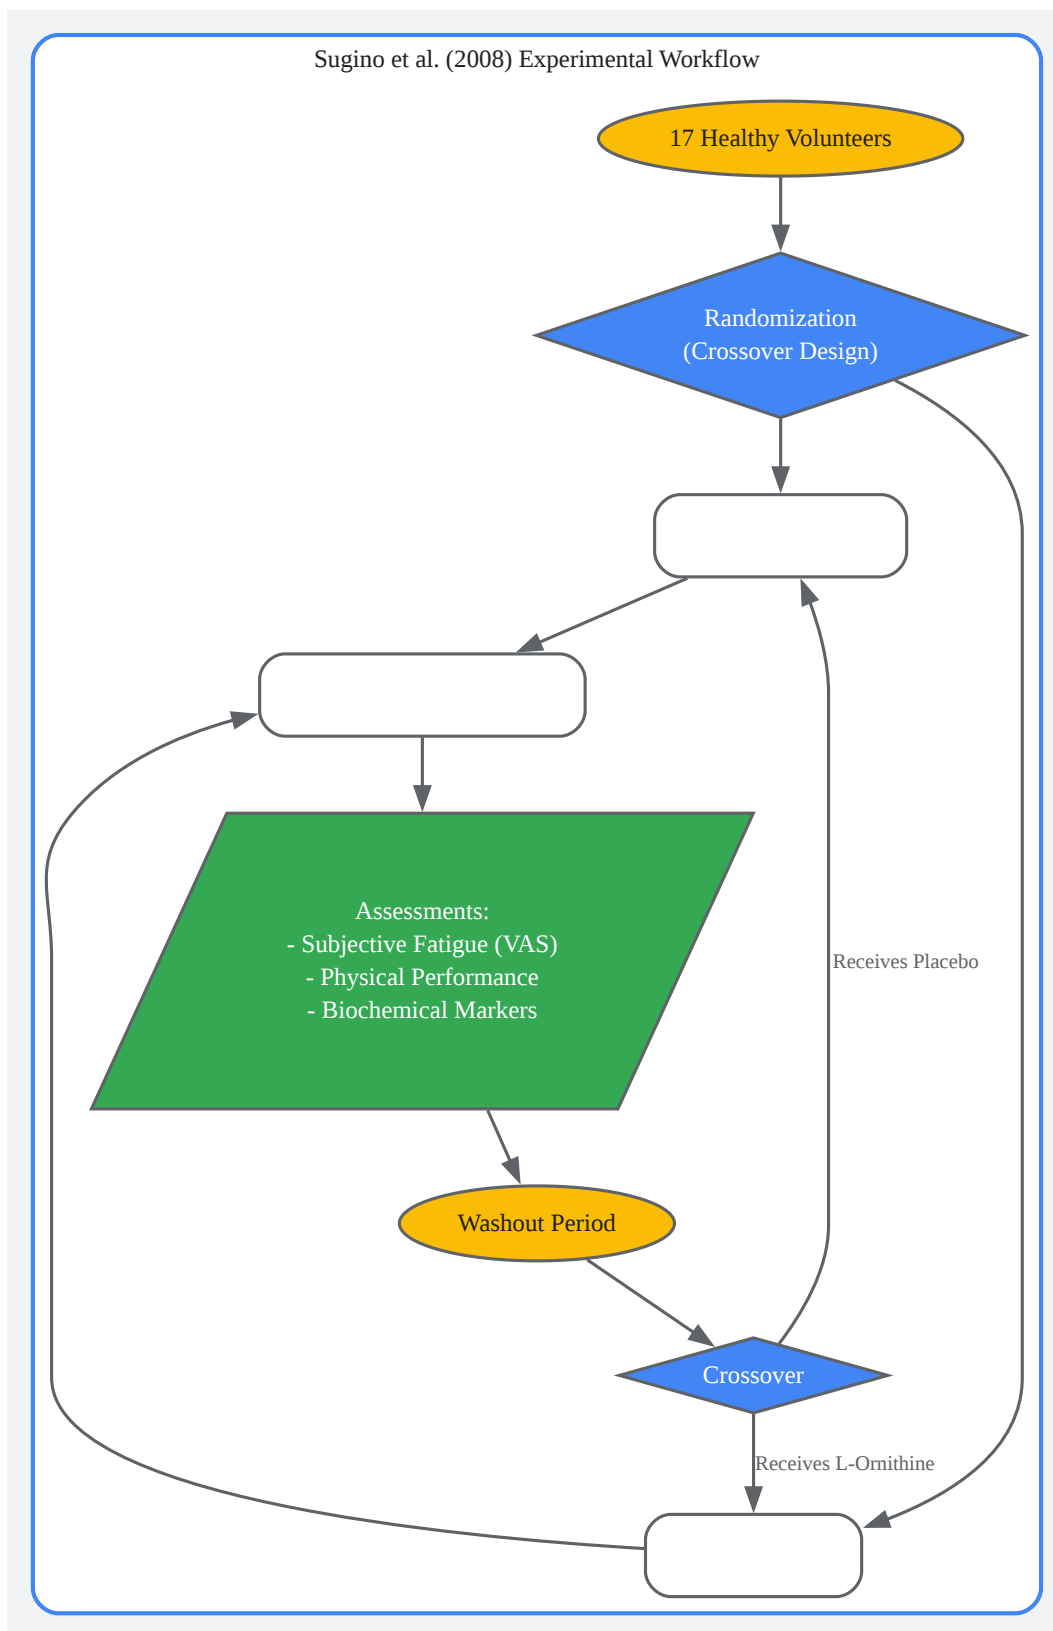 Sugino et al. (2008) Experimental Workflow
17 Healthy Volunteers
Randomization
(Crossover Design)
Assessments:
- Subjective Fatigue (VAS)
- Physical Performance
- Biochemical Markers
Receives Placebo
Washout Period
Crossover
Receives L-Ornithine